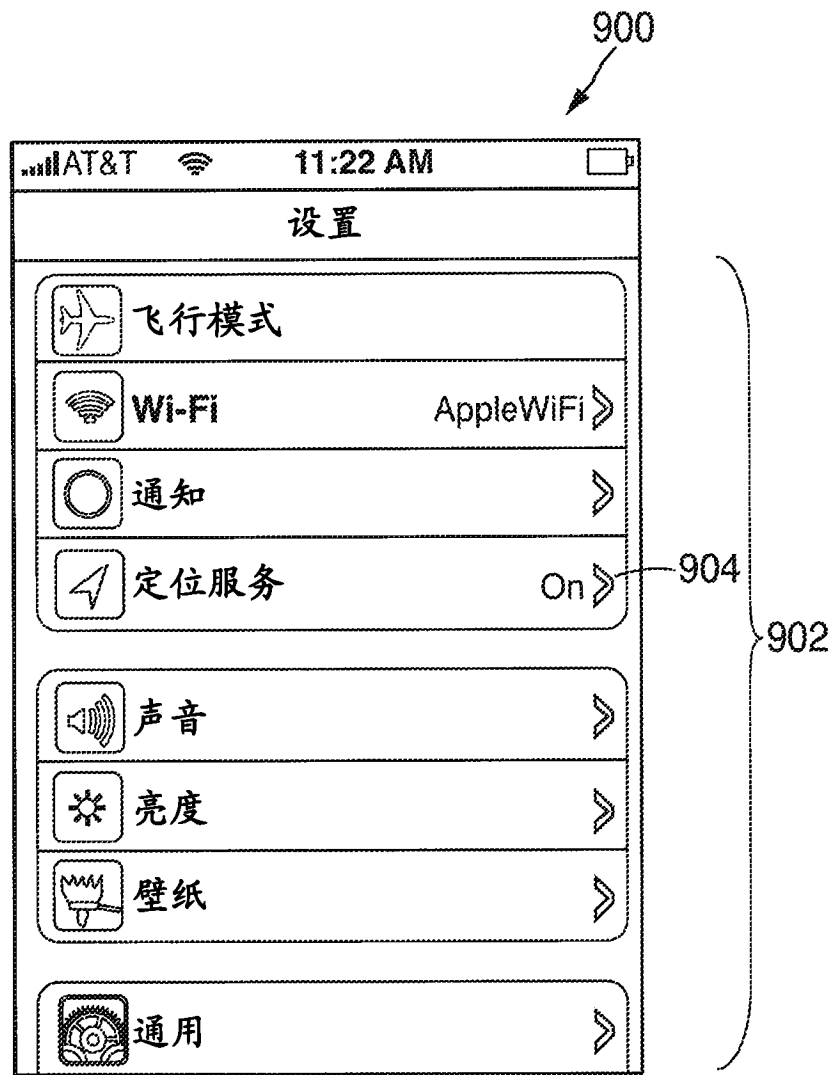 900
AT&T 11:22 AM
设置
飞行模式
Wi-Fi AppleWiFi
通知
定位服务 On
904
902
声音
亮度
壁纸
通用